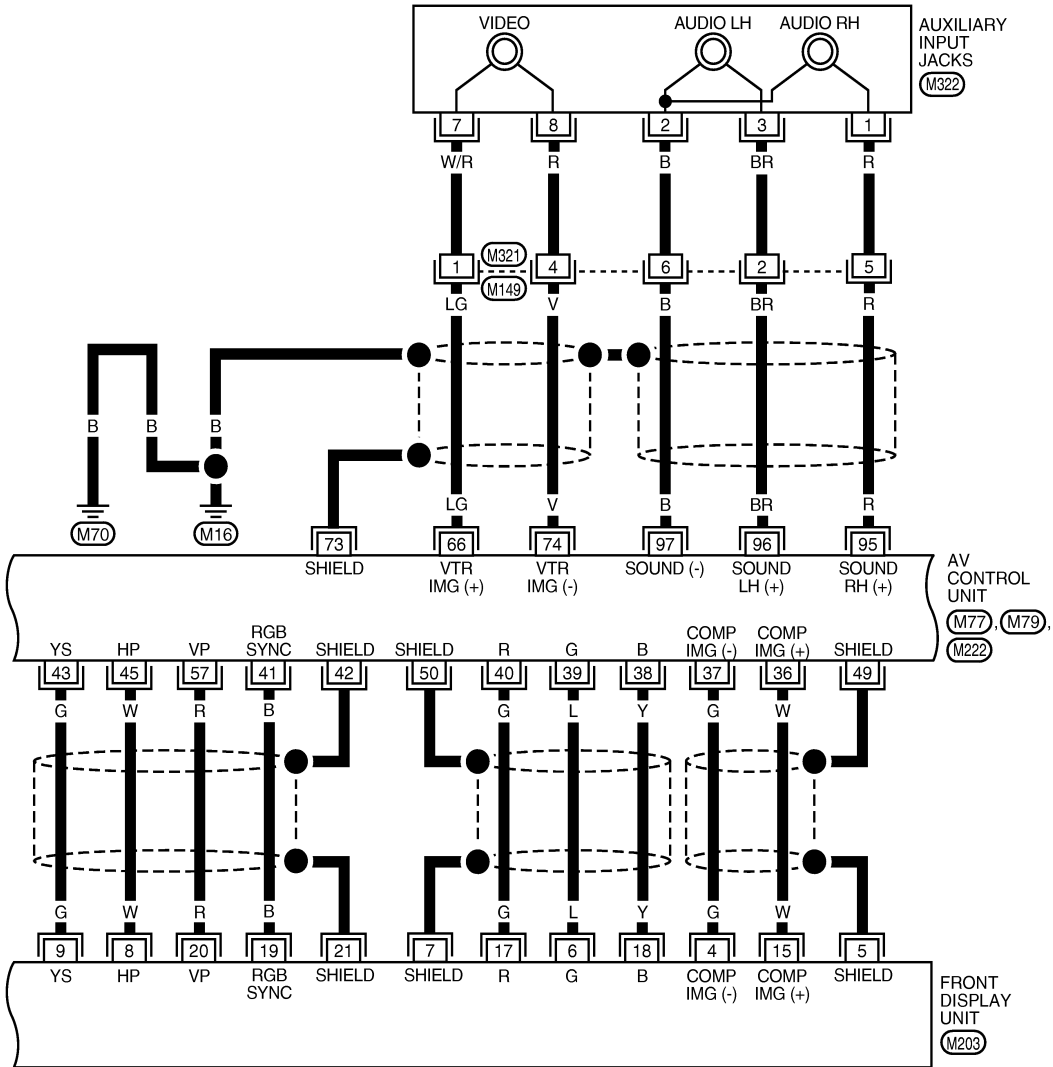 VIDEO AUDIO LH AUDIO RH
AUXILIARY
INPUT
JACKS
M322
7 8 2 3 1
W/R R B BR R
M321
1 4 6 2 5
M149
LG V B BR R
B B B
LG V B BR R
M70 M16
73 66 74 97 96 95
SHIELD VTR IMG (+) VTR IMG (-) SOUND (-) SOUND LH (+) SOUND RH (+)
AV
CONTROL
UNIT
M77, M79,
M222
YS HP VP RGB SYNC SHIELD SHIELD R G B COMP IMG (-) COMP IMG (+) SHIELD
43 45 57 41 42 50 40 39 38 37 36 49
G W R B G L Y G W
G W R B G L Y G W
9 8 20 19 21 7 17 6 18 4 15 5
YS HP VP RGB SYNC SHIELD SHIELD R G B COMP IMG (-) COMP IMG (+) SHIELD
FRONT
DISPLAY
UNIT
M203